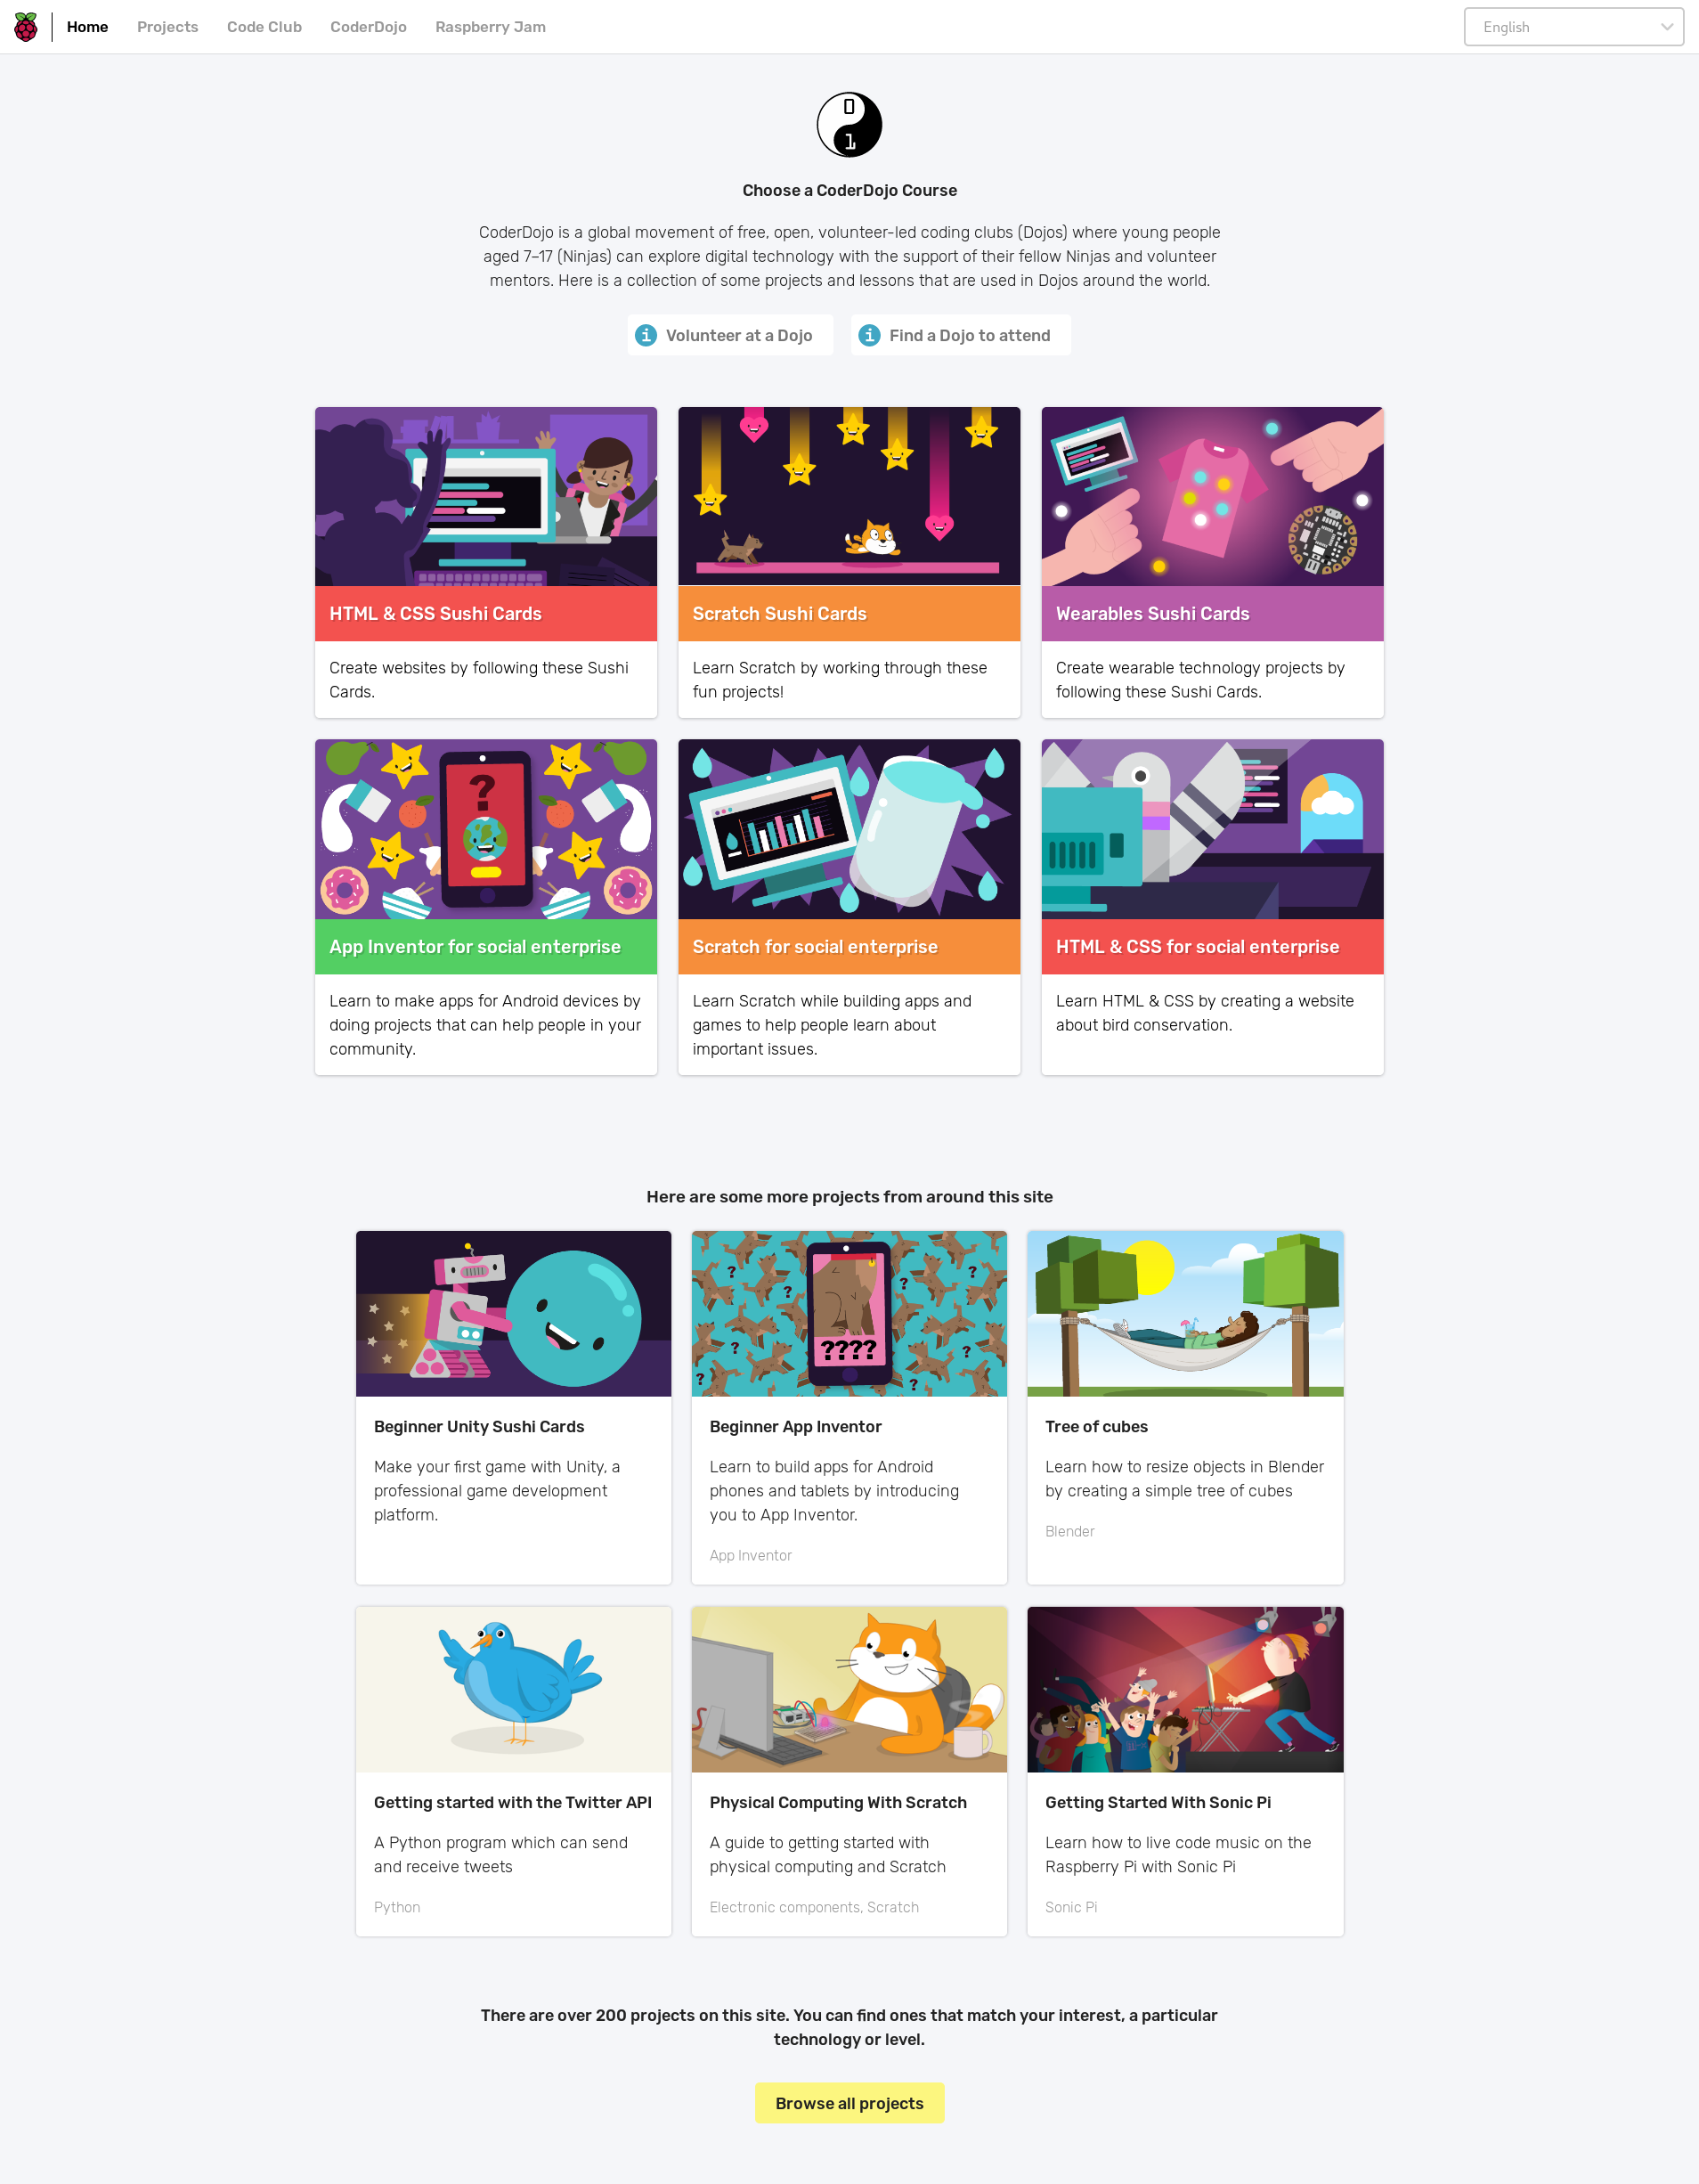 Home
Projects
Code Club
CoderDojo
Raspberry Jam
English
0
1
Choose a CoderDojo Course
CoderDojo is a global movement of free, open, volunteer-led coding clubs (Dojos) where young people
aged 7–17 (Ninjas) can explore digital technology with the support of their fellow Ninjas and volunteer
mentors. Here is a collection of some projects and lessons that are used in Dojos around the world.
i Volunteer at a Dojo
i Find a Dojo to attend
HTML & CSS Sushi Cards
Create websites by following these Sushi
Cards.
Scratch Sushi Cards
Learn Scratch by working through these
fun projects!
Wearables Sushi Cards
Create wearable technology projects by
following these Sushi Cards.
?
App Inventor for social enterprise
Learn to make apps for Android devices by
doing projects that can help people in your
community.
Scratch for social enterprise
Learn Scratch while building apps and
games to help people learn about
important issues.
HTML & CSS for social enterprise
Learn HTML & CSS by creating a website
about bird conservation.
Here are some more projects from around this site
Beginner Unity Sushi Cards
Make your first game with Unity, a
professional game development
platform.
????
Beginner App Inventor
Learn to build apps for Android
phones and tablets by introducing
you to App Inventor.
App Inventor
Tree of cubes
Learn how to resize objects in Blender
by creating a simple tree of cubes
Blender
Getting started with the Twitter API
A Python program which can send
and receive tweets
Python
Physical Computing With Scratch
A guide to getting started with
physical computing and Scratch
Electronic components, Scratch
Getting Started With Sonic Pi
Learn how to live code music on the
Raspberry Pi with Sonic Pi
Sonic Pi
There are over 200 projects on this site. You can find ones that match your interest, a particular
technology or level.
Browse all projects